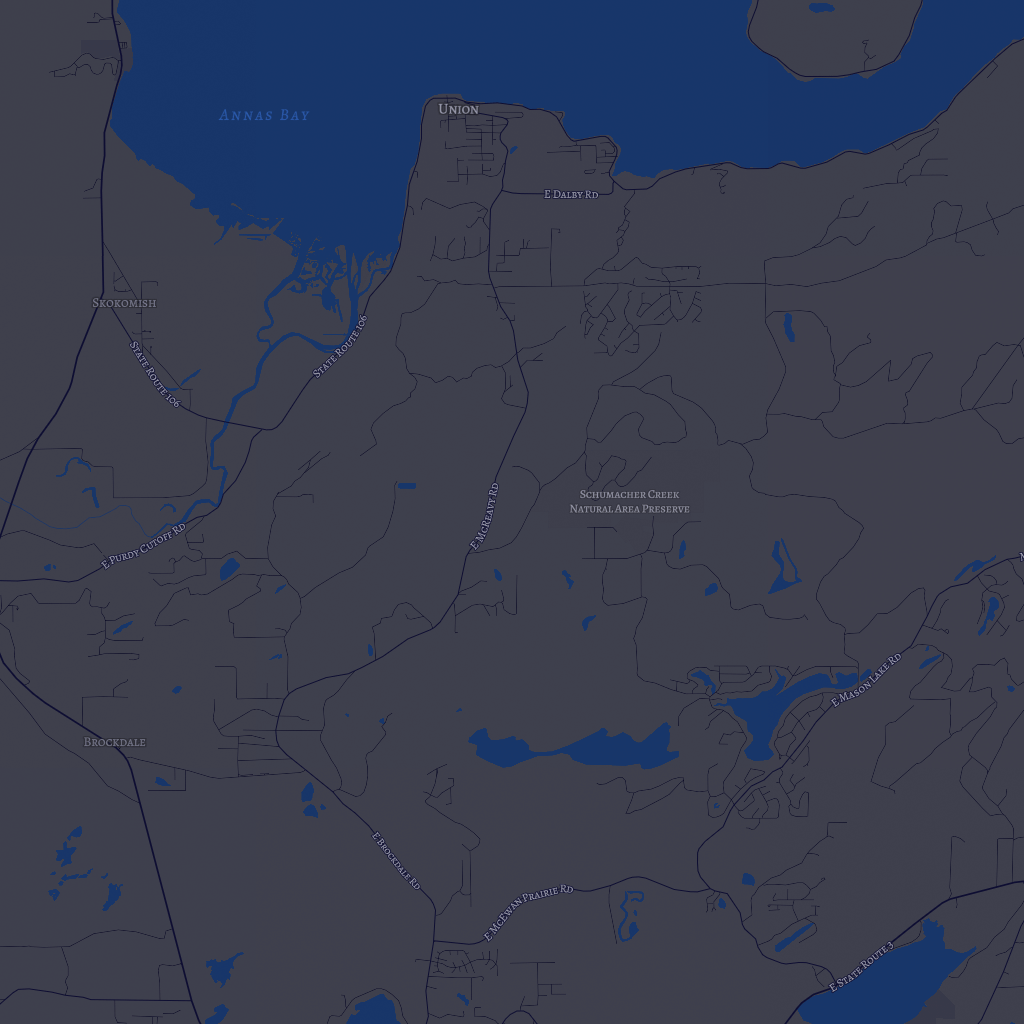 Union
Annas Bay
E Dalby Rd
Skokomish
State Route 106
State Route 106
Schumacher Creek
Natural Area Preserve
E McReavy Rd
E Purdy Cutoff Rd
E Mason Lake Rd
Brockdale
E Brockdale Rd
E McEwan Prairie Rd
E State Route 3